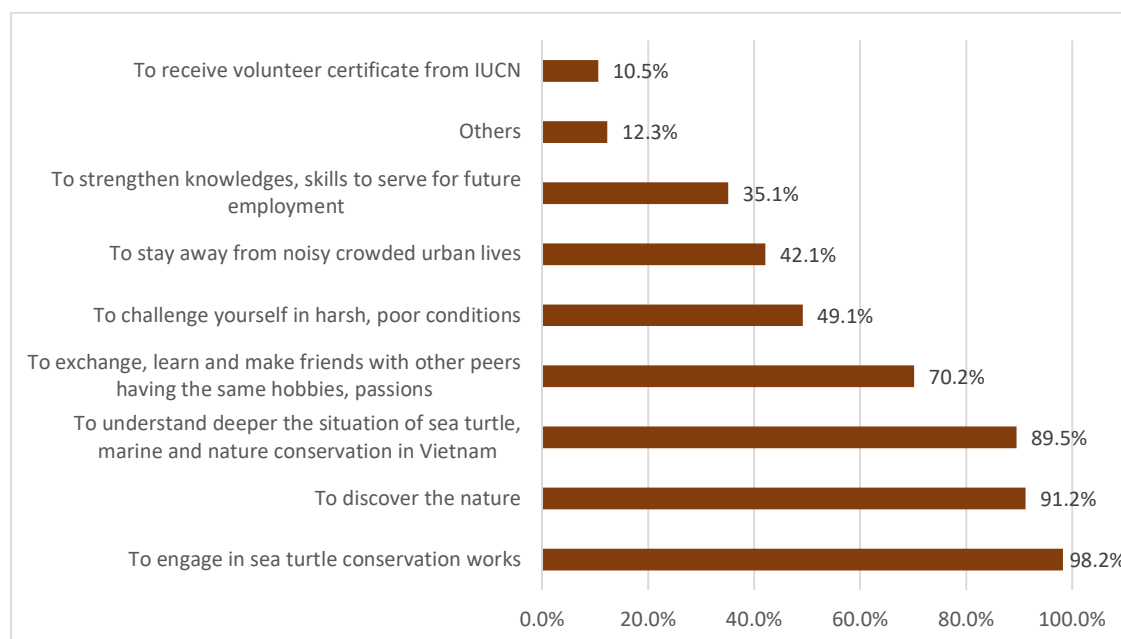 To receive volunteer certificate from IUCN
10.5%
Others
12.3%
To strengthen knowledges, skills to serve for future
employment
35.1%
To stay away from noisy crowded urban lives
42.1%
To challenge yourself in harsh, poor conditions
49.1%
To exchange, learn and make friends with other peers
having the same hobbies, passions
70.2%
To understand deeper the situation of sea turtle,
marine and nature conservation in Vietnam
89.5%
To discover the nature
91.2%
To engage in sea turtle conservation works
98.2%
0.0% 20.0% 40.0% 60.0% 80.0% 100.0%